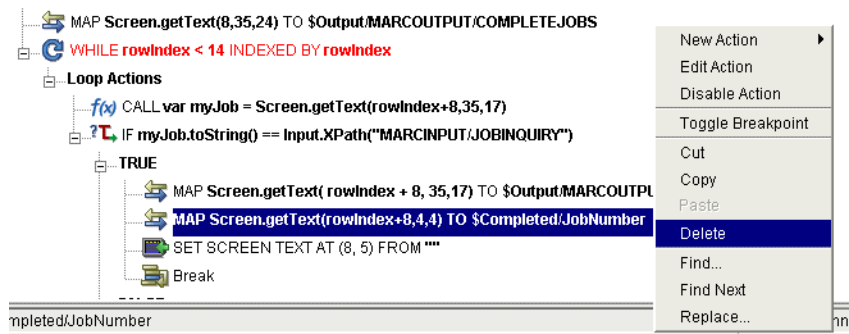 MAP Screen.getText(8,35,24) TO $Output/MARCOUTPUT/COMPLETEJOBS
WHILE rowIndex < 14 INDEXED BY rowIndex
Loop Actions
f(x) CALL var myJob = Screen.getText(rowIndex+8,35,17)
IF myJob.toString() == Input.XPath("MARCINPUT/JOBINQUIRY")
TRUE
MAP Screen.getText( rowIndex + 8, 35,17) TO $Output/MARCOUTPU
MAP Screen.getText(rowIndex+8,4,4) TO $Completed/JobNumber
SET SCREEN TEXT AT (8, 5) FROM ""
Break
mpleted/JobNumber
New Action
Edit Action
Disable Action
Toggle Breakpoint
Cut
Copy
Paste
Delete
Find...
Find Next
Replace...